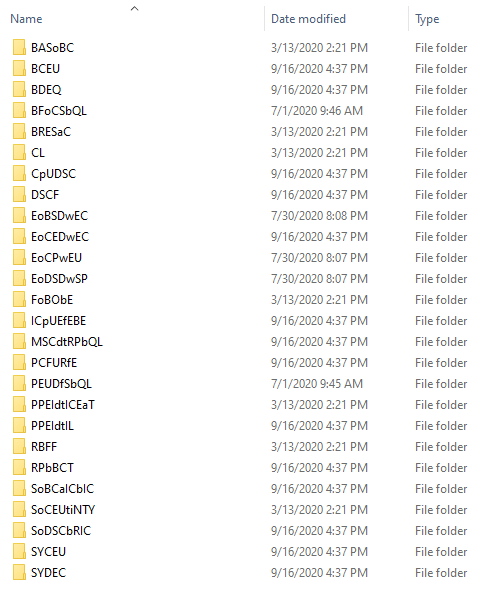 Name Date modified Type
BASoBC 3/13/2020 2:21 PM File folder
BCEU 9/16/2020 4:37 PM File folder
BDEQ 9/16/2020 4:37 PM File folder
BFoCSbQL 7/1/2020 9:46 AM File folder
BRESaC 3/13/2020 2:21 PM File folder
CL 3/13/2020 2:21 PM File folder
CpUDSC 9/16/2020 4:37 PM File folder
DSCF 9/16/2020 4:37 PM File folder
EoBSDwEC 7/30/2020 8:08 PM File folder
EoCEDwEC 9/16/2020 4:37 PM File folder
EoCPwEU 7/30/2020 8:07 PM File folder
EoDSDwSP 7/30/2020 8:07 PM File folder
FoBObE 3/13/2020 2:21 PM File folder
ICpUEfEBE 9/16/2020 4:37 PM File folder
MSCdtRPbQL 9/16/2020 4:37 PM File folder
PCFURfE 9/16/2020 4:37 PM File folder
PEUDfSbQL 7/1/2020 9:45 AM File folder
PPEIdtICEaT 3/13/2020 2:21 PM File folder
PPEIdtIL 9/16/2020 4:37 PM File folder
RBFF 3/13/2020 2:21 PM File folder
RPbBCT 9/16/2020 4:37 PM File folder
SoBCaICbIC 9/16/2020 4:37 PM File folder
SoCEUtiNTY 3/13/2020 2:21 PM File folder
SoDSCbRIC 9/16/2020 4:37 PM File folder
SYCEU 9/16/2020 4:37 PM File folder
SYDEC 9/16/2020 4:37 PM File folder